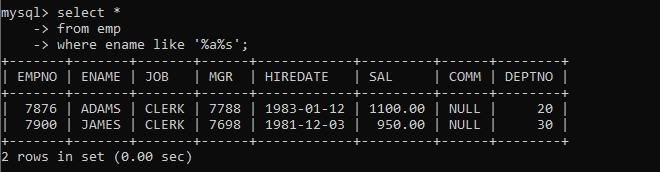 mysql> select *
    -> from emp
    -> where ename like '%a%s';
+-------+-------+-------+------+------------+---------+------+--------+
| EMPNO | ENAME | JOB   | MGR  | HIREDATE   | SAL     | COMM | DEPTNO |
+-------+-------+-------+------+------------+---------+------+--------+
|  7876 | ADAMS | CLERK | 7788 | 1983-01-12 | 1100.00 | NULL |     20 |
|  7900 | JAMES | CLERK | 7698 | 1981-12-03 |  950.00 | NULL |     30 |
+-------+-------+-------+------+------------+---------+------+--------+
2 rows in set (0.00 sec)